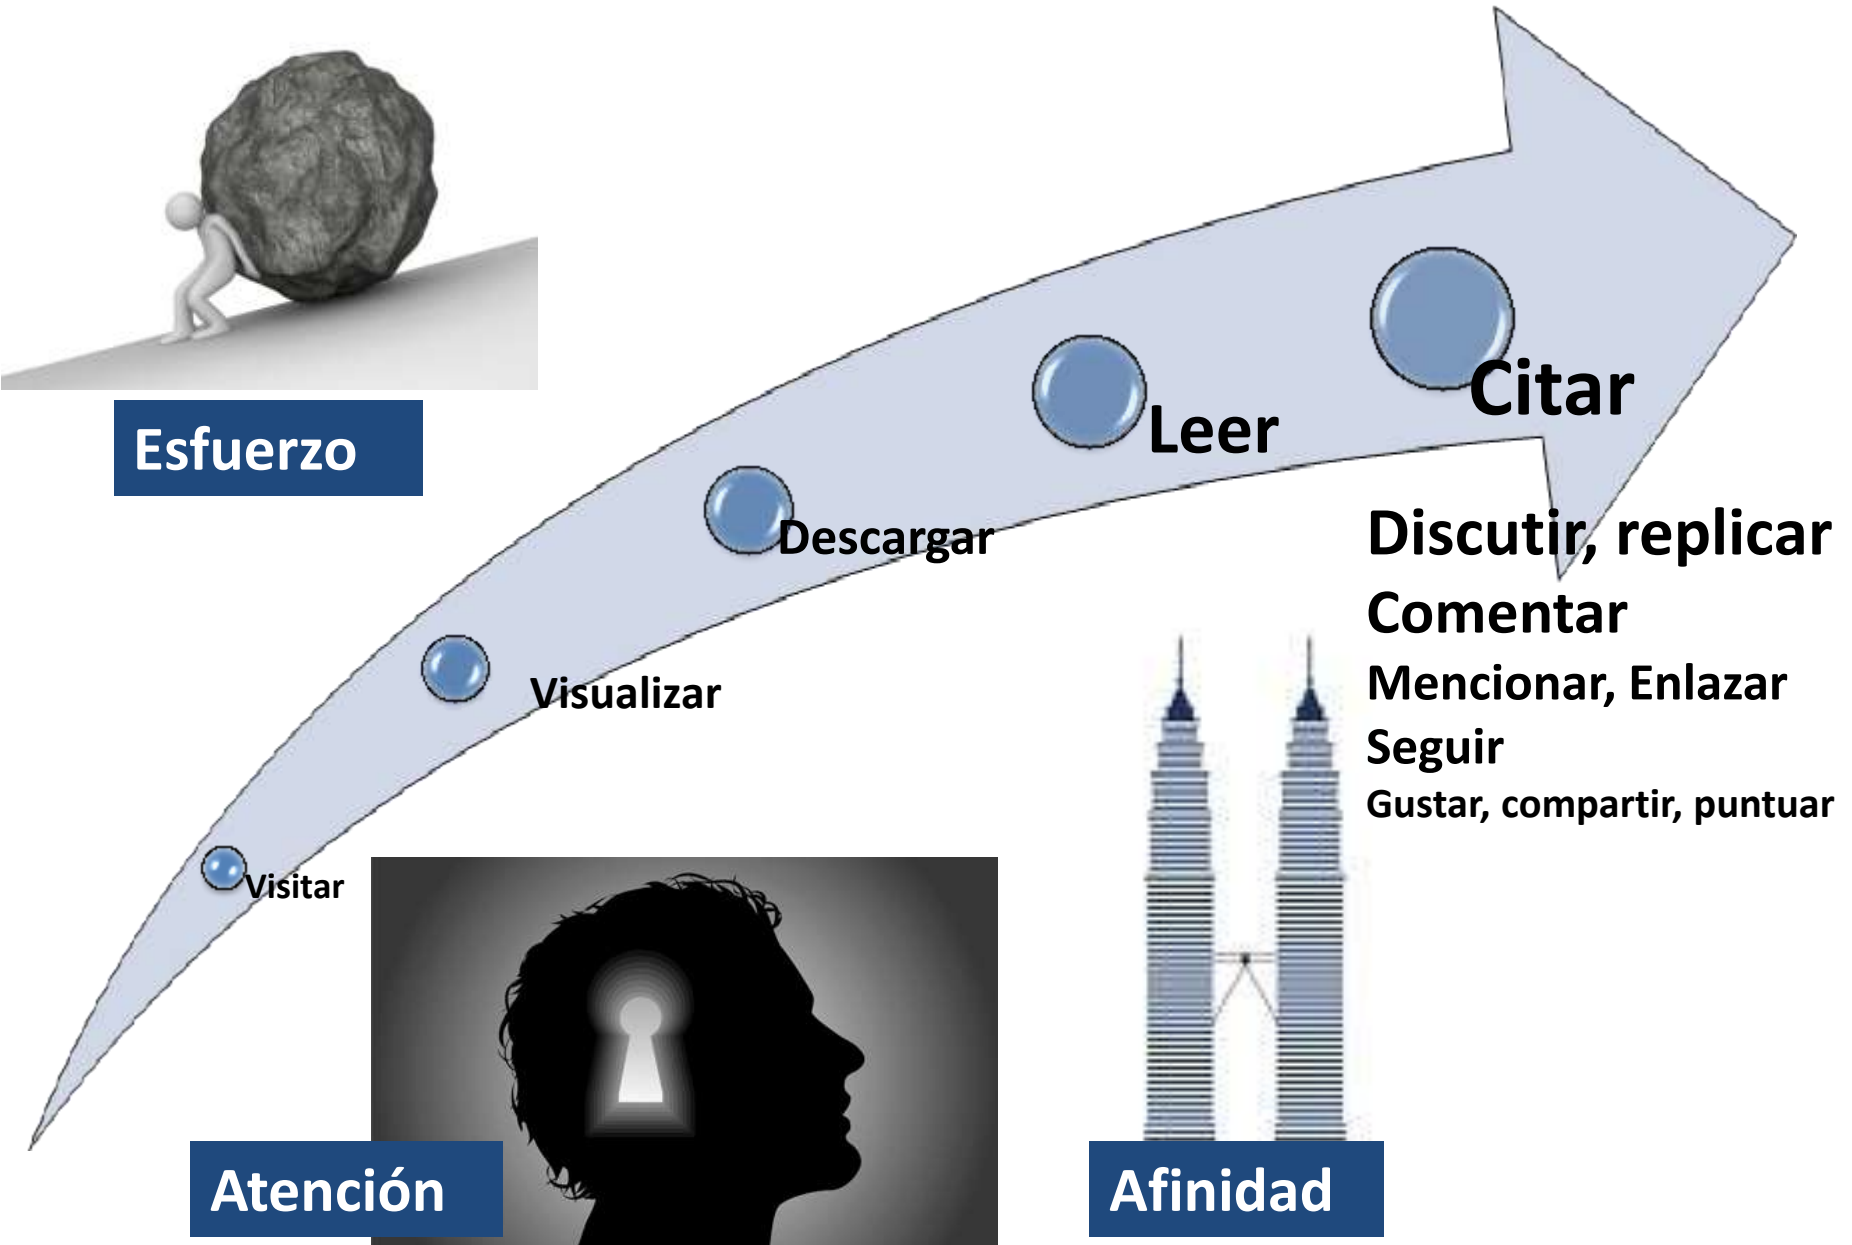 Citar
Leer
Esfuerzo
Descargar
Discutir, replicar
Comentar
Visualizar
Mencionar, Enlazar
Seguir
Gustar, compartir, puntuar
Visitar
Atención
Afinidad